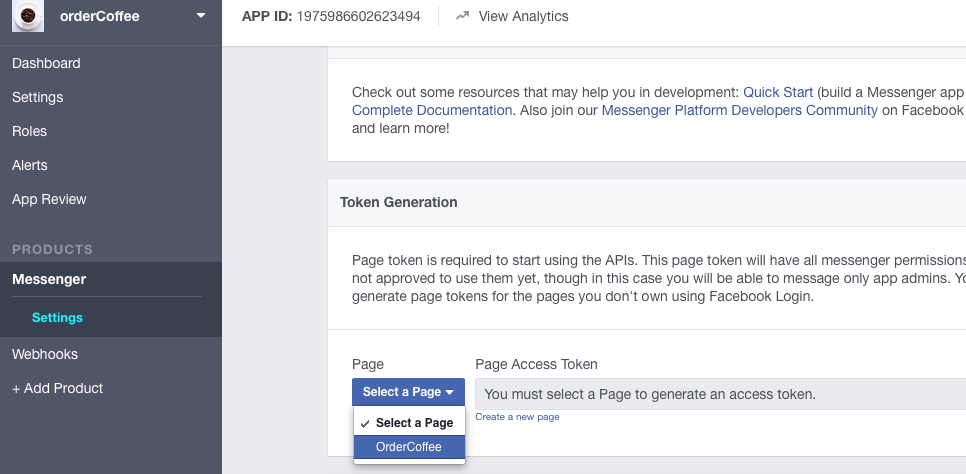 orderCoffee
APP ID: 1975986602623494
View Analytics
Dashboard
Settings
Roles
Alerts
App Review
PRODUCTS
Messenger
Settings
Webhooks
+ Add Product
Check out some resources that may help you in development: Quick Start (build a Messenger app
Complete Documentation. Also join our Messenger Platform Developers Community on Facebook
and learn more!
Token Generation
Page token is required to start using the APIs. This page token will have all messenger permissions
not approved to use them yet, though in this case you will be able to message only app admins. Yo
generate page tokens for the pages you don't own using Facebook Login.
Page
Page Access Token
Select a Page
You must select a Page to generate an access token.
Create a new page
Select a Page
OrderCoffee